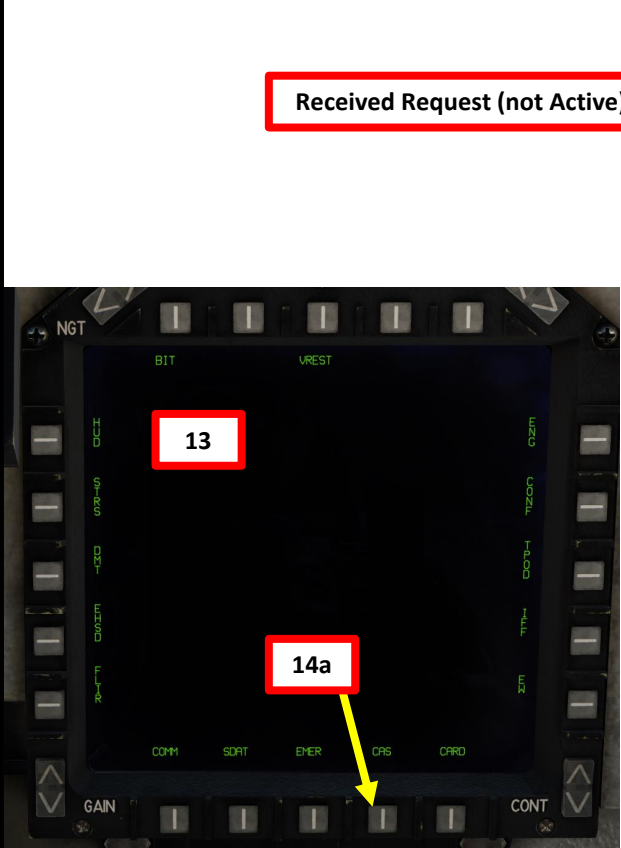 Received Request (not Active)
NGT
BIT VREST
HUD
ENG
13
STRS
CONF
DMT
TPOD
EHSD
IFF
14a
FLIR
EW
COMM SDAT EMER CAS CARD
GAIN CONT